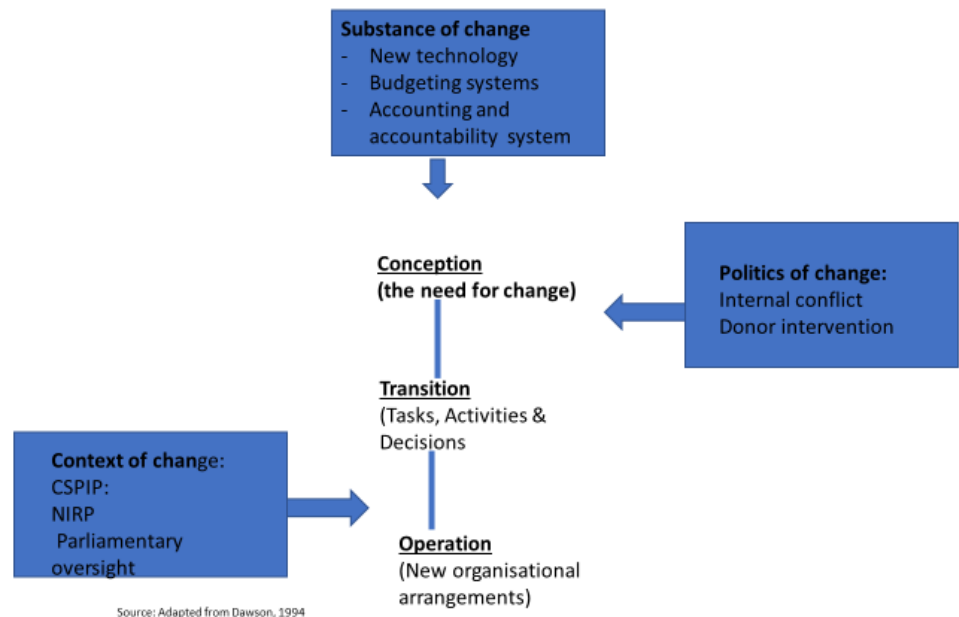 Substance of change
- New technology
- Budgeting systems
- Accounting and
accountability system
Conception
(the need for change)
Politics of change:
Internal conflict
Donor intervention
Transition
(Tasks, Activities &
Decisions
Context of change:
CSPIP:
NIRP
Parliamentary
oversight
Operation
(New organisational
arrangements)
Source: Adapted from Dawson, 1994